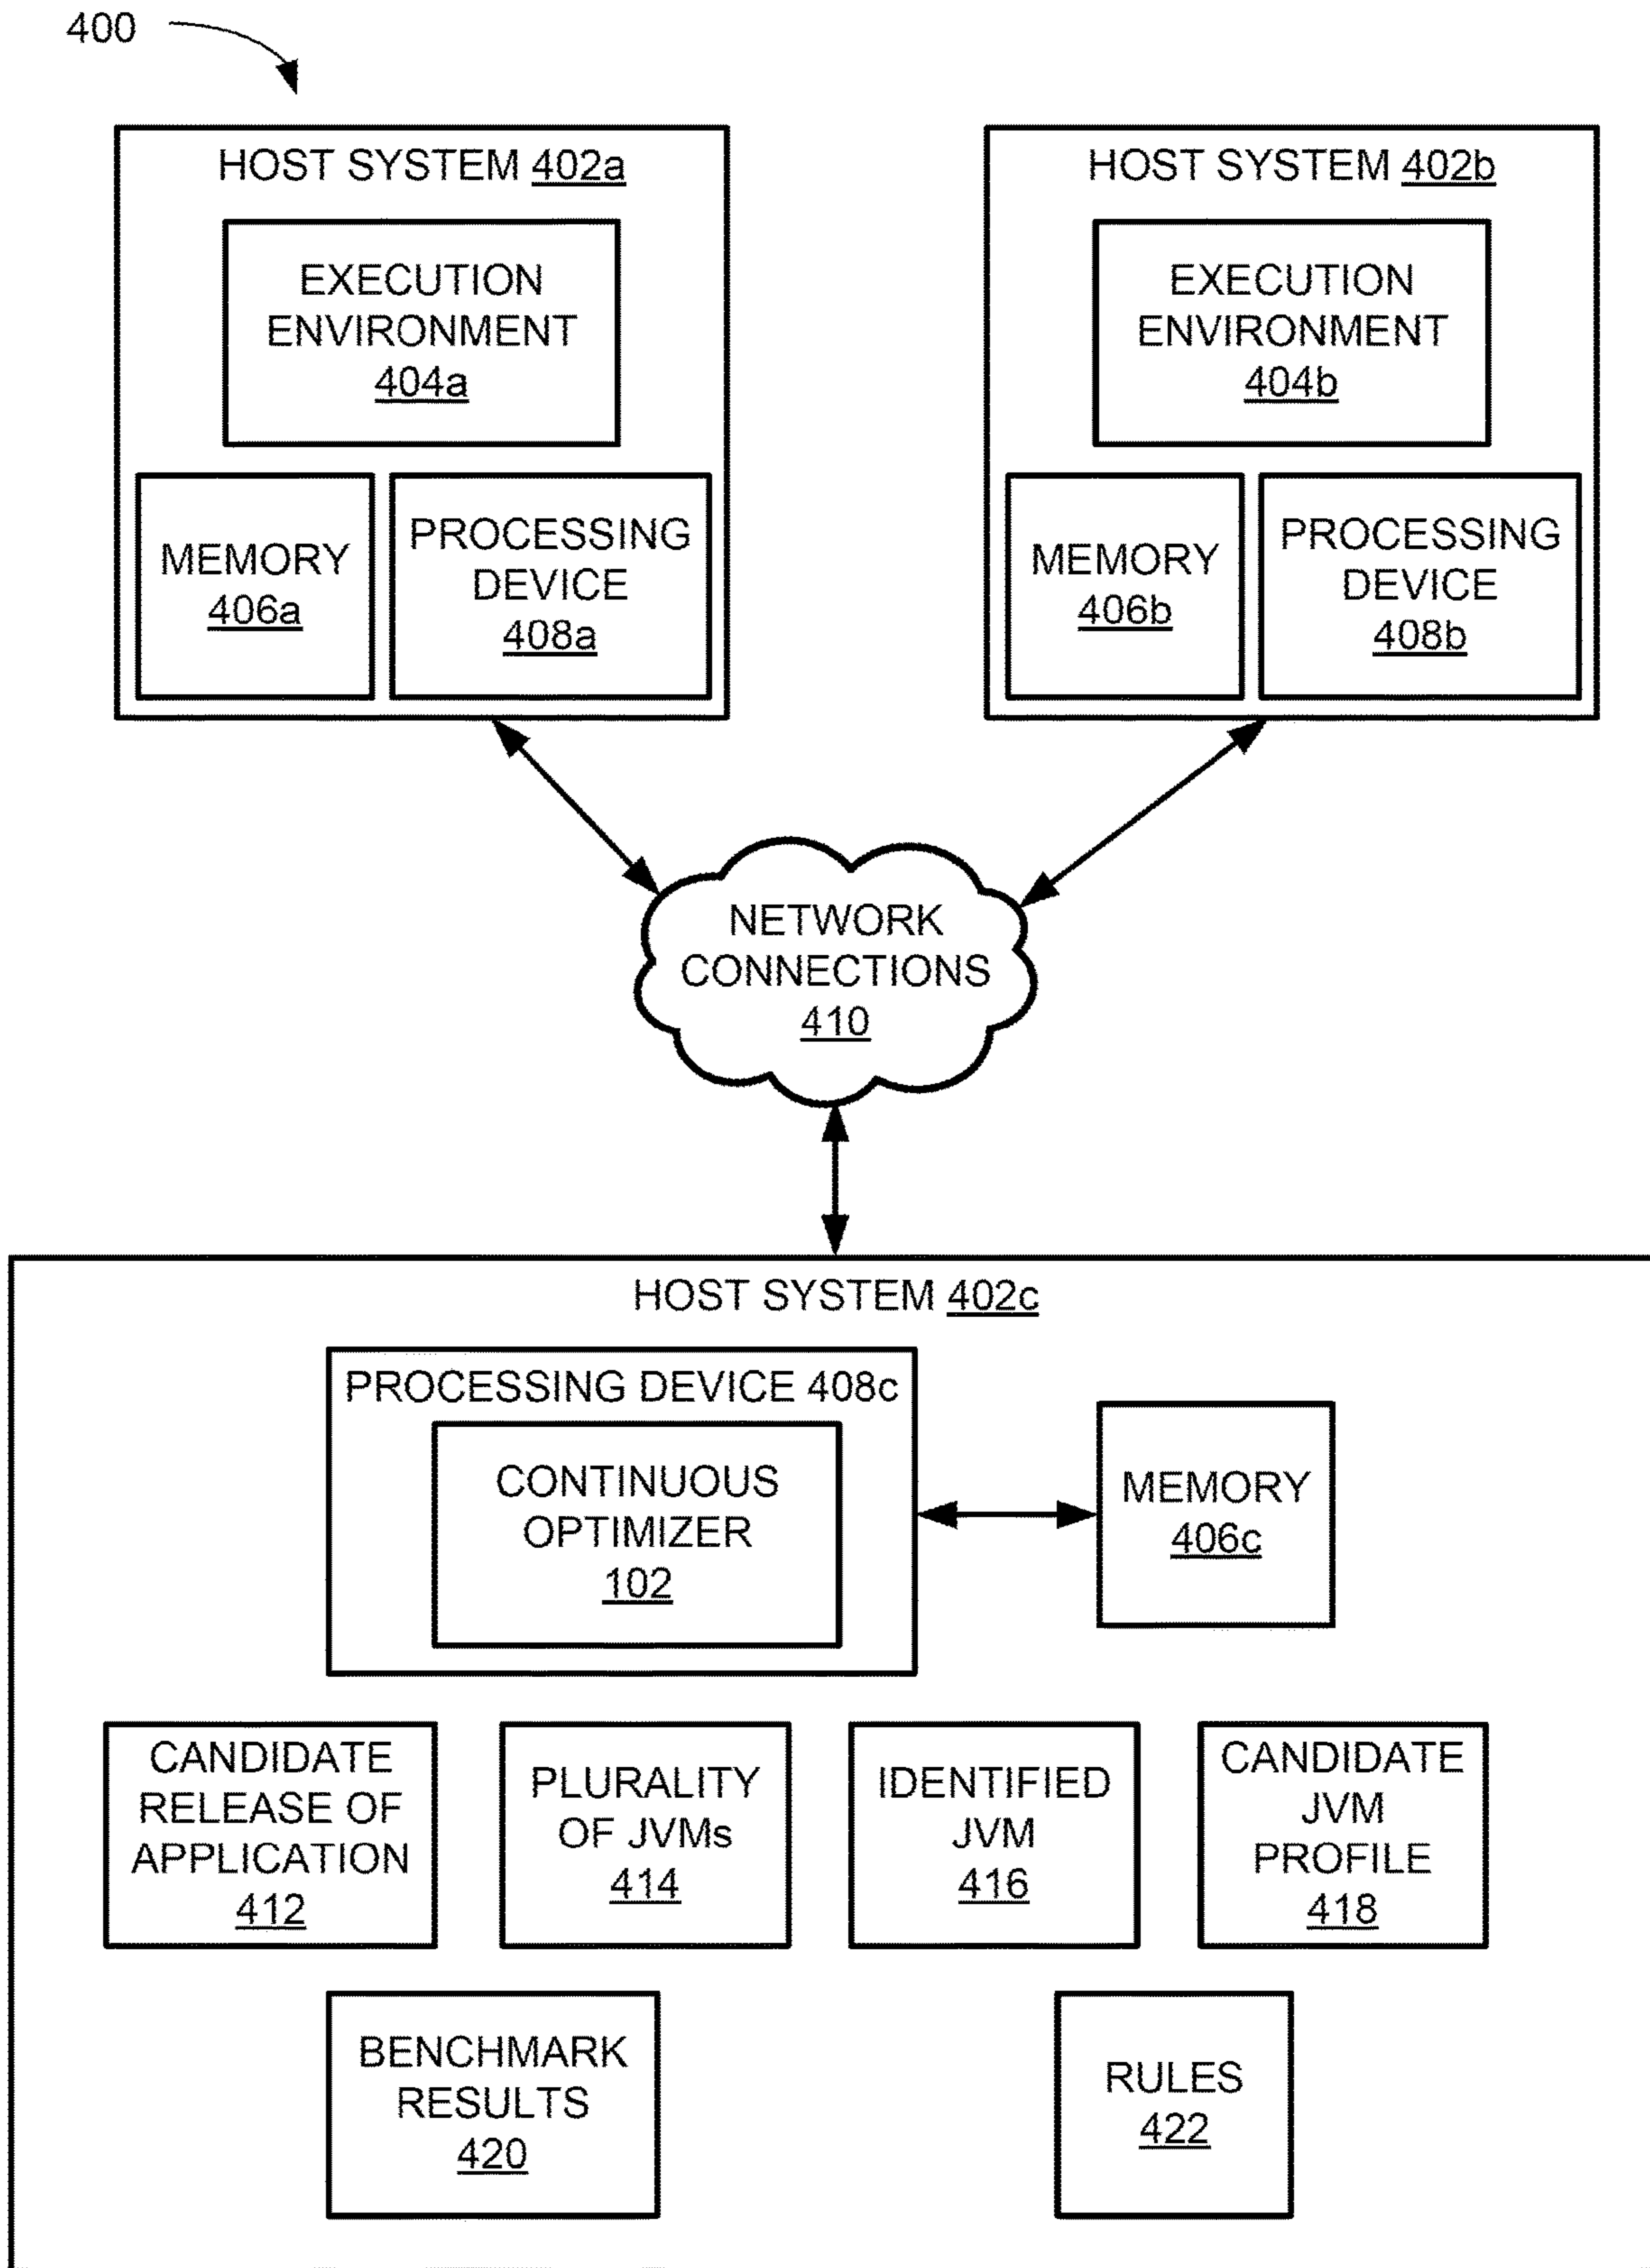 400
HOST SYSTEM 402a
EXECUTION
ENVIRONMENT
404a
MEMORY
406a
PROCESSING
DEVICE
408a
HOST SYSTEM 402b
EXECUTION
ENVIRONMENT
404b
MEMORY
406b
PROCESSING
DEVICE
408b
NETWORK
CONNECTIONS
410
HOST SYSTEM 402c
PROCESSING DEVICE 408c
CONTINUOUS
OPTIMIZER
102
MEMORY
406c
CANDIDATE
RELEASE OF
APPLICATION
412
PLURALITY
OF JVMs
414
IDENTIFIED
JVM
416
CANDIDATE
JVM
PROFILE
418
BENCHMARK
RESULTS
420
RULES
422